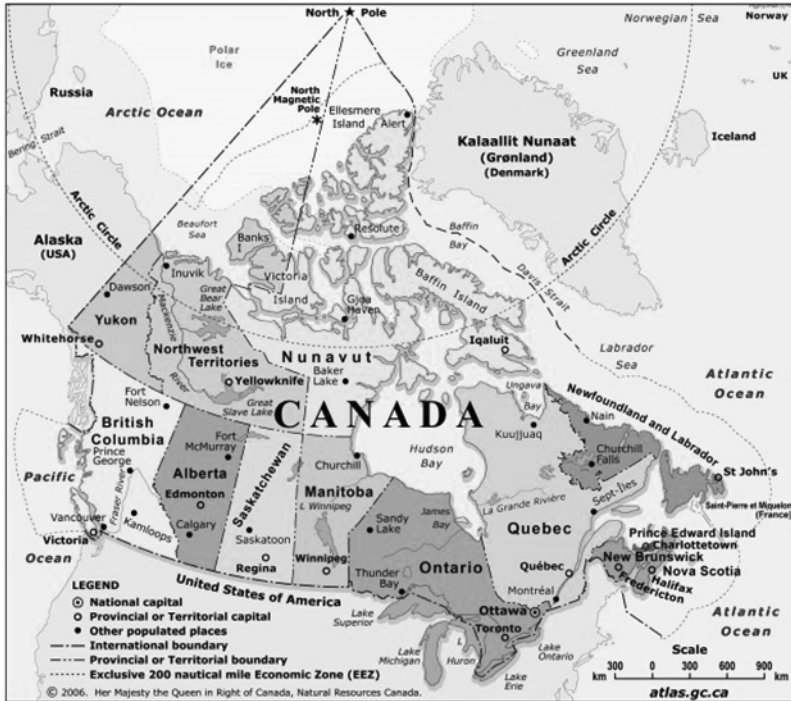 North Pole
Norwegian Sea
Norway
Polar
Ice
Greenland
Sea
UK
Russia
North
Magnetic
Pole
Arctic Ocean
Ellesmere
Island
Alert
Kalaallit Nunaat
(Grønland)
(Denmark)
Iceland
Bering Strait
Arctic Circle
Beaufort
Sea
Banks
I
Resolute
Baffin
Bay
Arctic Circle
Alaska
(USA)
Inuvik
Victoria
Island
Baffin Island
Davis Strait
Dawson
Great
Bear Lake
Gjoa
Haven
Yukon
Mackenzie
River
Whitehorse
Northwest
Territories
Nunavut
Iqaluit
Labrador
Sea
Yellowknife
Baker
Lake
Atlantic
Ocean
Fort
Nelson
Great
Slave Lake
CANADA
Ungava
Bay
Newfoundland and Labrador
Nain
British
Columbia
Kuujjuaq
Prince
George
Fort
McMurray
Hudson
Bay
Churchill
Falls
St John's
Pacific
Ocean
Alberta
Saskatchewan
Churchill
Manitoba
Saint-Pierre et Miquelon
(France)
Fraser River
Edmonton
L Winnipeg
James
Bay
La Grande Rivière
Sept-Îles
Vancouver
Kamloops
Calgary
Saskatoon
Sandy
Lake
Quebec
Prince Edward Island
Charlottetown
Victoria
Regina
Winnipeg
Ontario
Québec
New Brunswick
Nova Scotia
Halifax
Fredericton
United States of America
Thunder
Bay
Montréal
Ottawa
Toronto
Lake
Superior
Lake
Michigan
L
Huron
Lake
Ontario
Lake
Erie
Atlantic
Ocean
LEGEND
National capital
Provincial or Territorial capital
Other populated places
International boundary
Provincial or Territorial boundary
Exclusive 200 nautical mile Economic Zone (EEZ)
Scale
300 0 300 600 900
km km
© 2006. Her Majesty the Queen in Right of Canada, Natural Resources Canada.
atlas.gc.ca